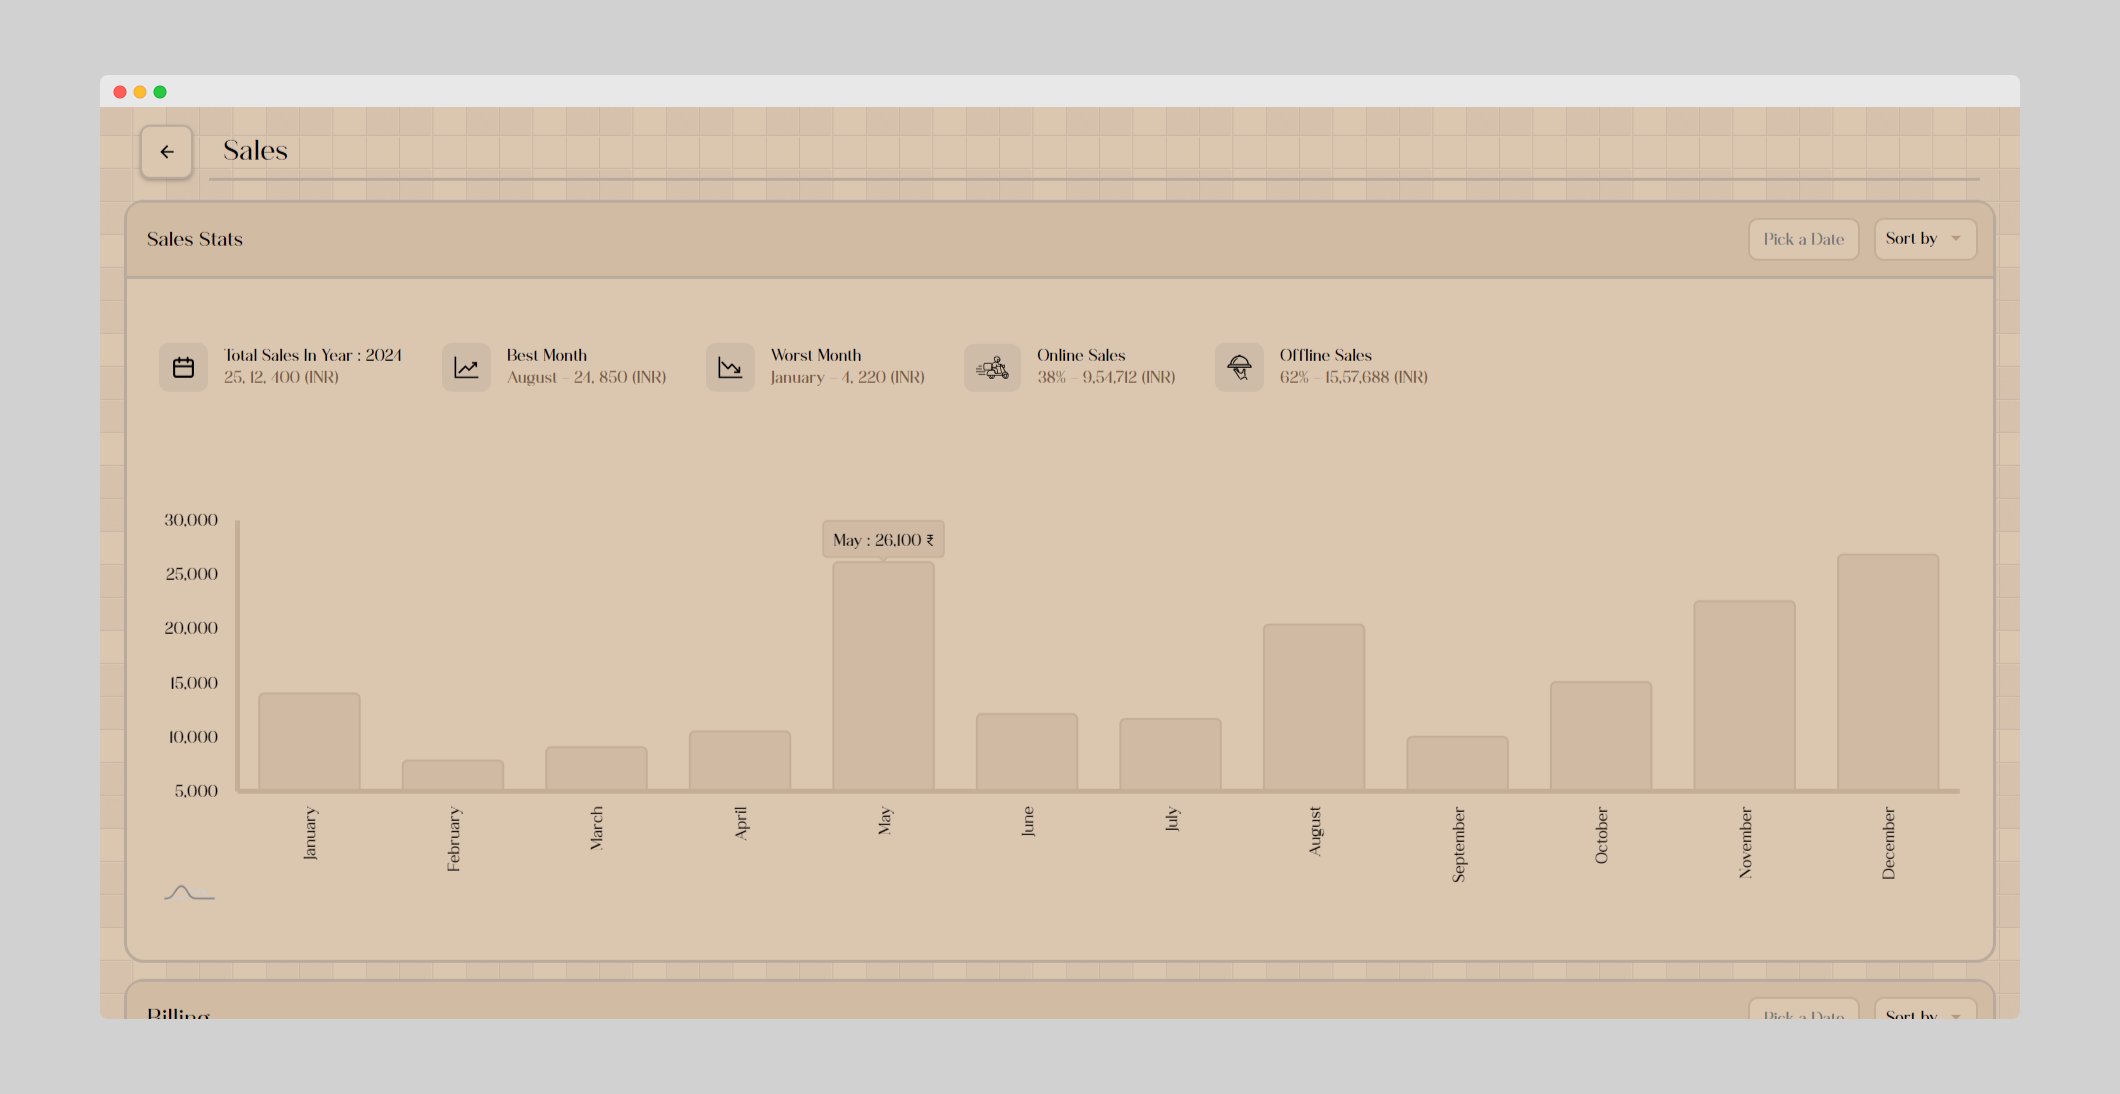 Sales
Sales Stats
Pick a Date
Sort by
Total Sales In Year : 2024
25, 12, 400 (INR)
Best Month
August - 24, 850 (INR)
Worst Month
January - 4, 220 (INR)
Online Sales
38% - 9,54,712 (INR)
Offline Sales
62% - 15,57,688 (INR)
30,000
25,000
20,000
15,000
10,000
5,000
May : 26,100 ₹
January
February
March
April
May
June
July
August
September
October
November
December
Billing
Pick a Date
Sort by